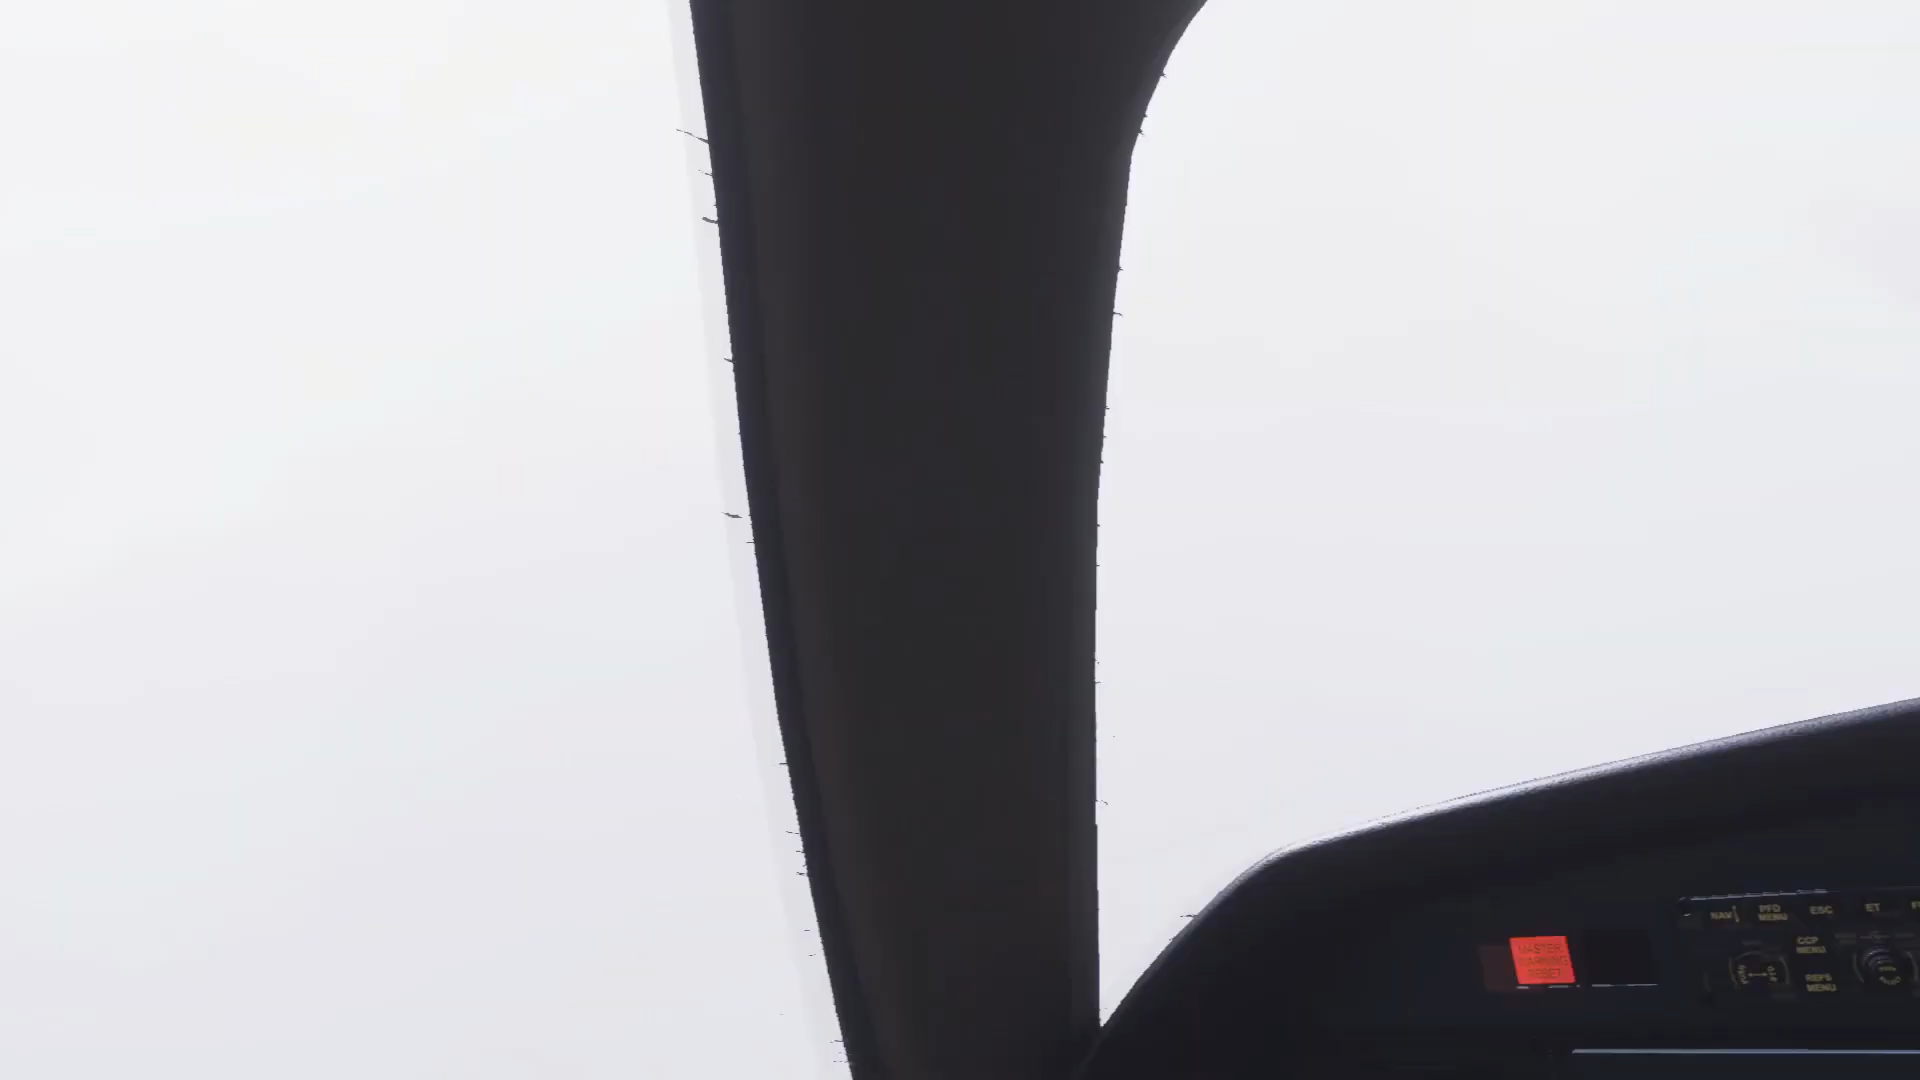 NAV
PFD
MENU
ESC
ET
CCP
MENU
REFS
MENU
MASTER
WARNING
RESET